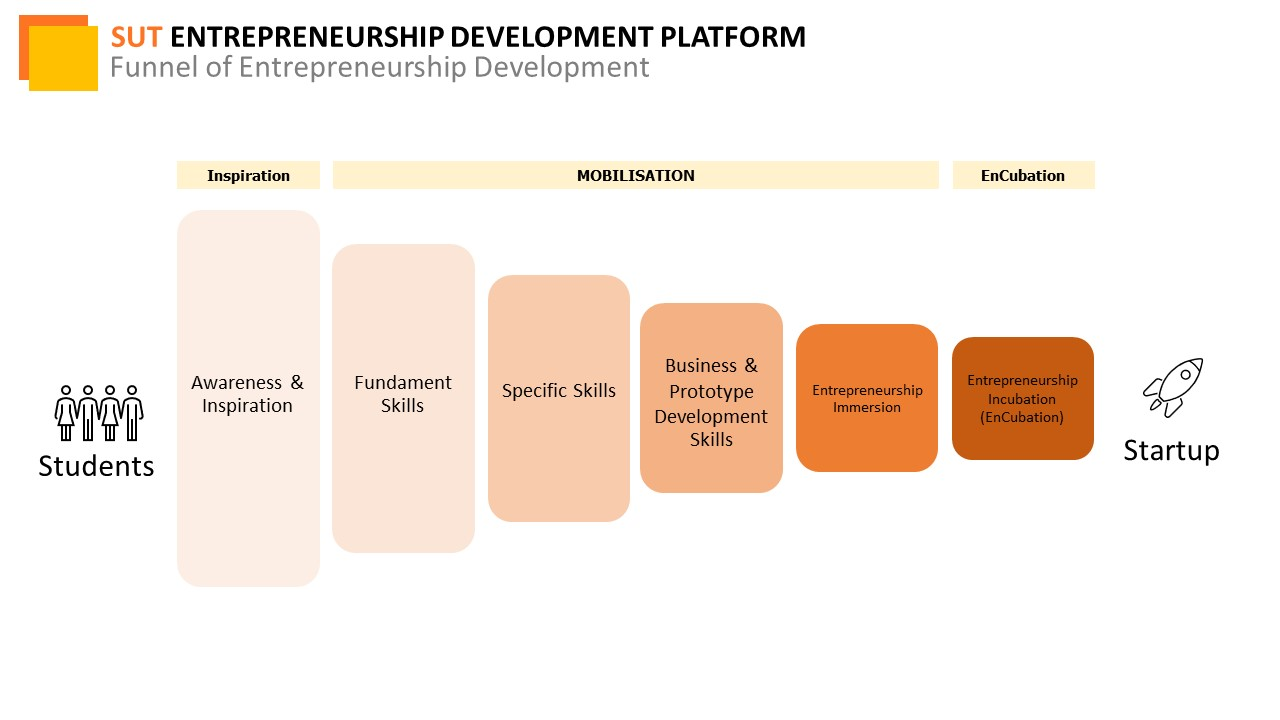 SUT ENTREPRENEURSHIP DEVELOPMENT PLATFORM
Funnel of Entrepreneurship Development
Inspiration
MOBILISATION
EnCubation
Awareness &
Inspiration
Fundament
Skills
Specific Skills
Business &
Prototype
Development
Skills
Entrepreneurship
Immersion
Entrepreneurship
Incubation
(EnCubation)
Students
Startup